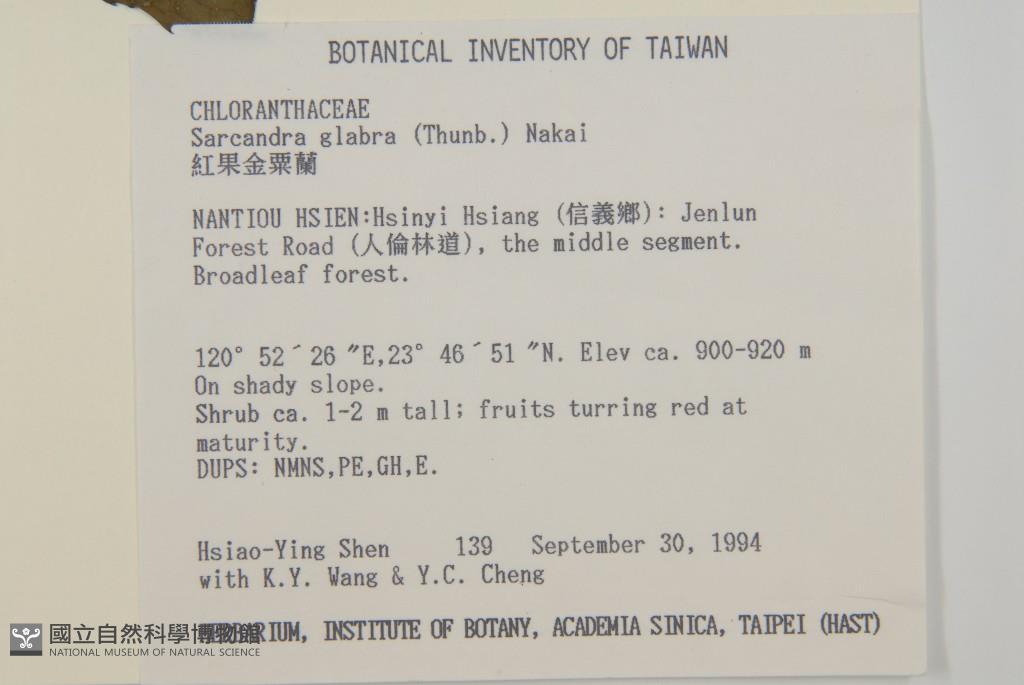 BOTANICAL INVENTORY OF TAIWAN
CHLORANTHACEAE
Sarcandra glabra (Thunb.) Nakai
紅果金粟蘭
NANTIOU HSIEN:Hsinyi Hsiang (信義鄉): Jenlun
Forest Road (人倫林道), the middle segment.
Broadleaf forest.
120° 52´26 ″E,23° 46´51 ″N. Elev ca. 900-920 m
On shady slope.
Shrub ca. 1-2 m tall; fruits turring red at
maturity.
DUPS: NMNS,PE,GH,E.
Hsiao-Ying Shen 139 September 30, 1994
with K.Y. Wang & Y.C. Cheng
HERBARIUM, INSTITUTE OF BOTANY, ACADEMIA SINICA, TAIPEI (HAST)
國立自然科學博物館
NATIONAL MUSEUM OF NATURAL SCIENCE